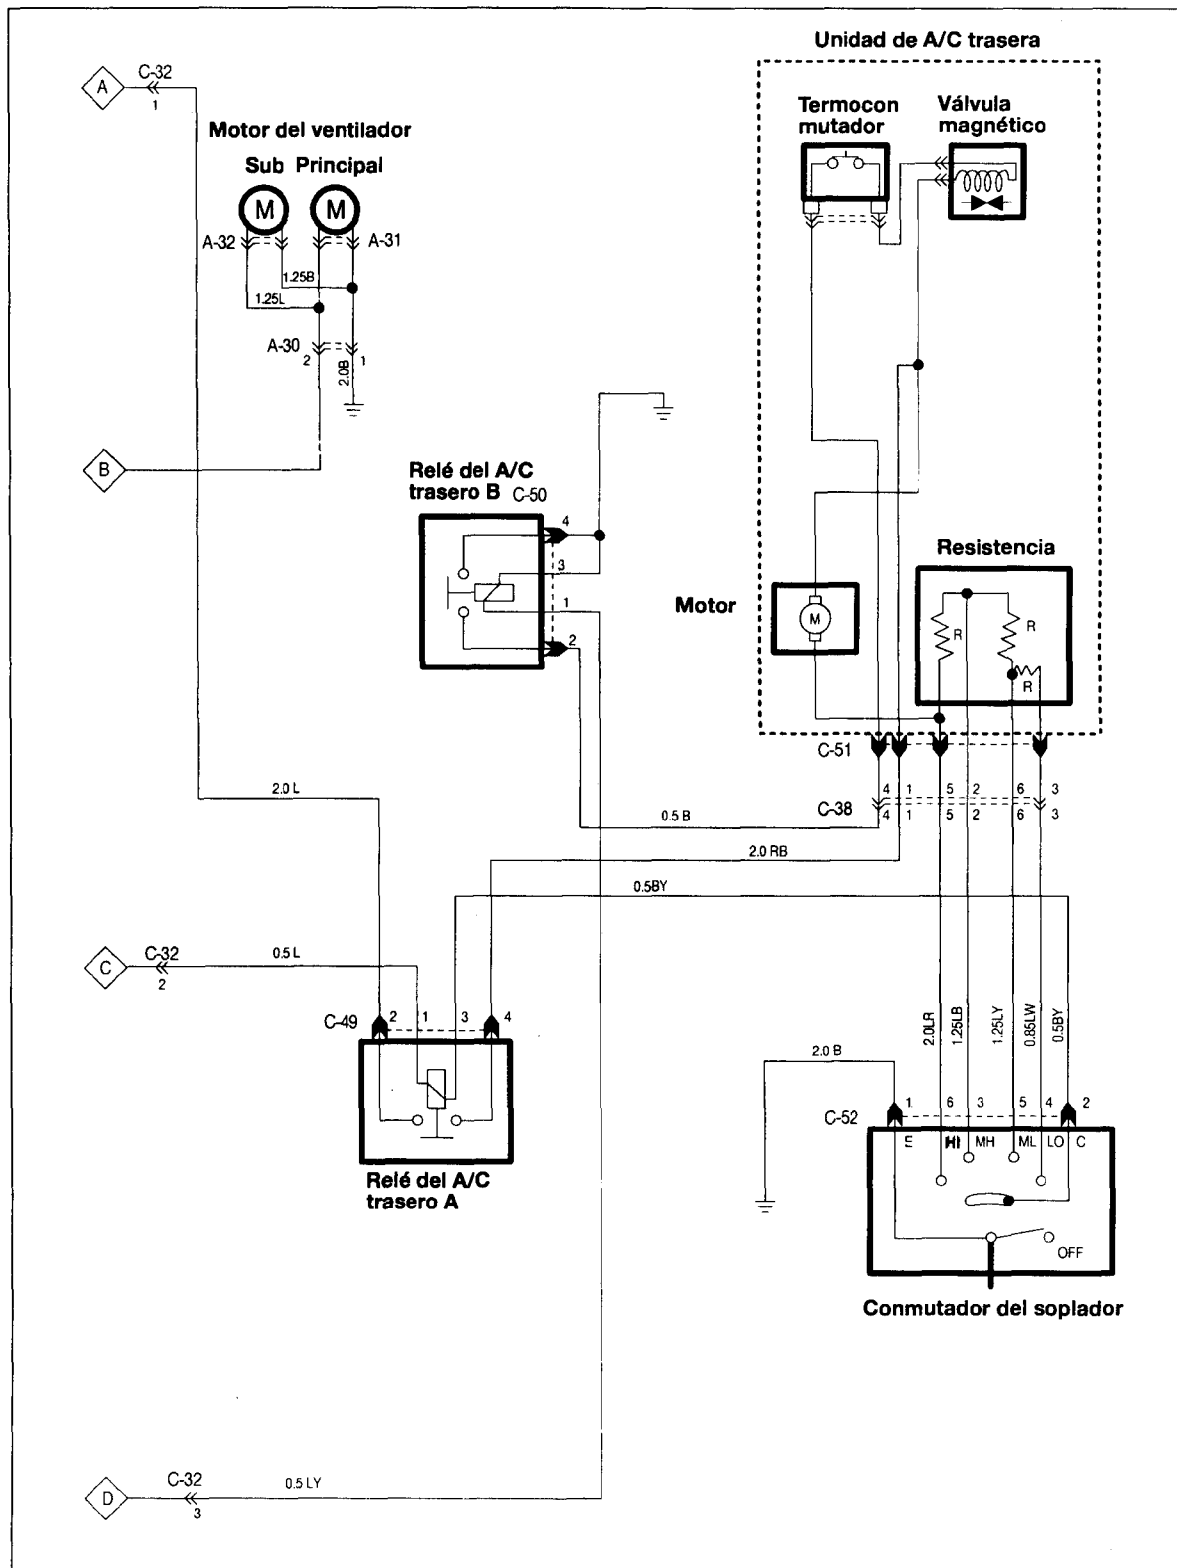 Unidad de A/C trasera
A
C-32
1
Termocon
mutador
Válvula
magnético
Motor del ventilador
Sub Principal
M
M
A-32
A-31
1.25B
1.25L
A-30
2
1
2.0B
B
Relé del A/C
trasero B C-50
4
3
1
2
Resistencia
Motor
M
R
R
R
C-51
2.0 L
4 1 5 2 6 3
C-38
4 1 5 2 6 3
0.5 B
2.0 RB
0.5BY
C
C-32
2
0.5 L
C-49
2 1 3 4
2.0LR
1.25LB
1.25LY
0.85LW
0.5BY
2.0 B
C-52
1 6 3 5 4 2
E HI MH ML LO C
OFF
Relé del A/C
trasero A
Conmutador del soplador
D
C-32
3
0.5 LY